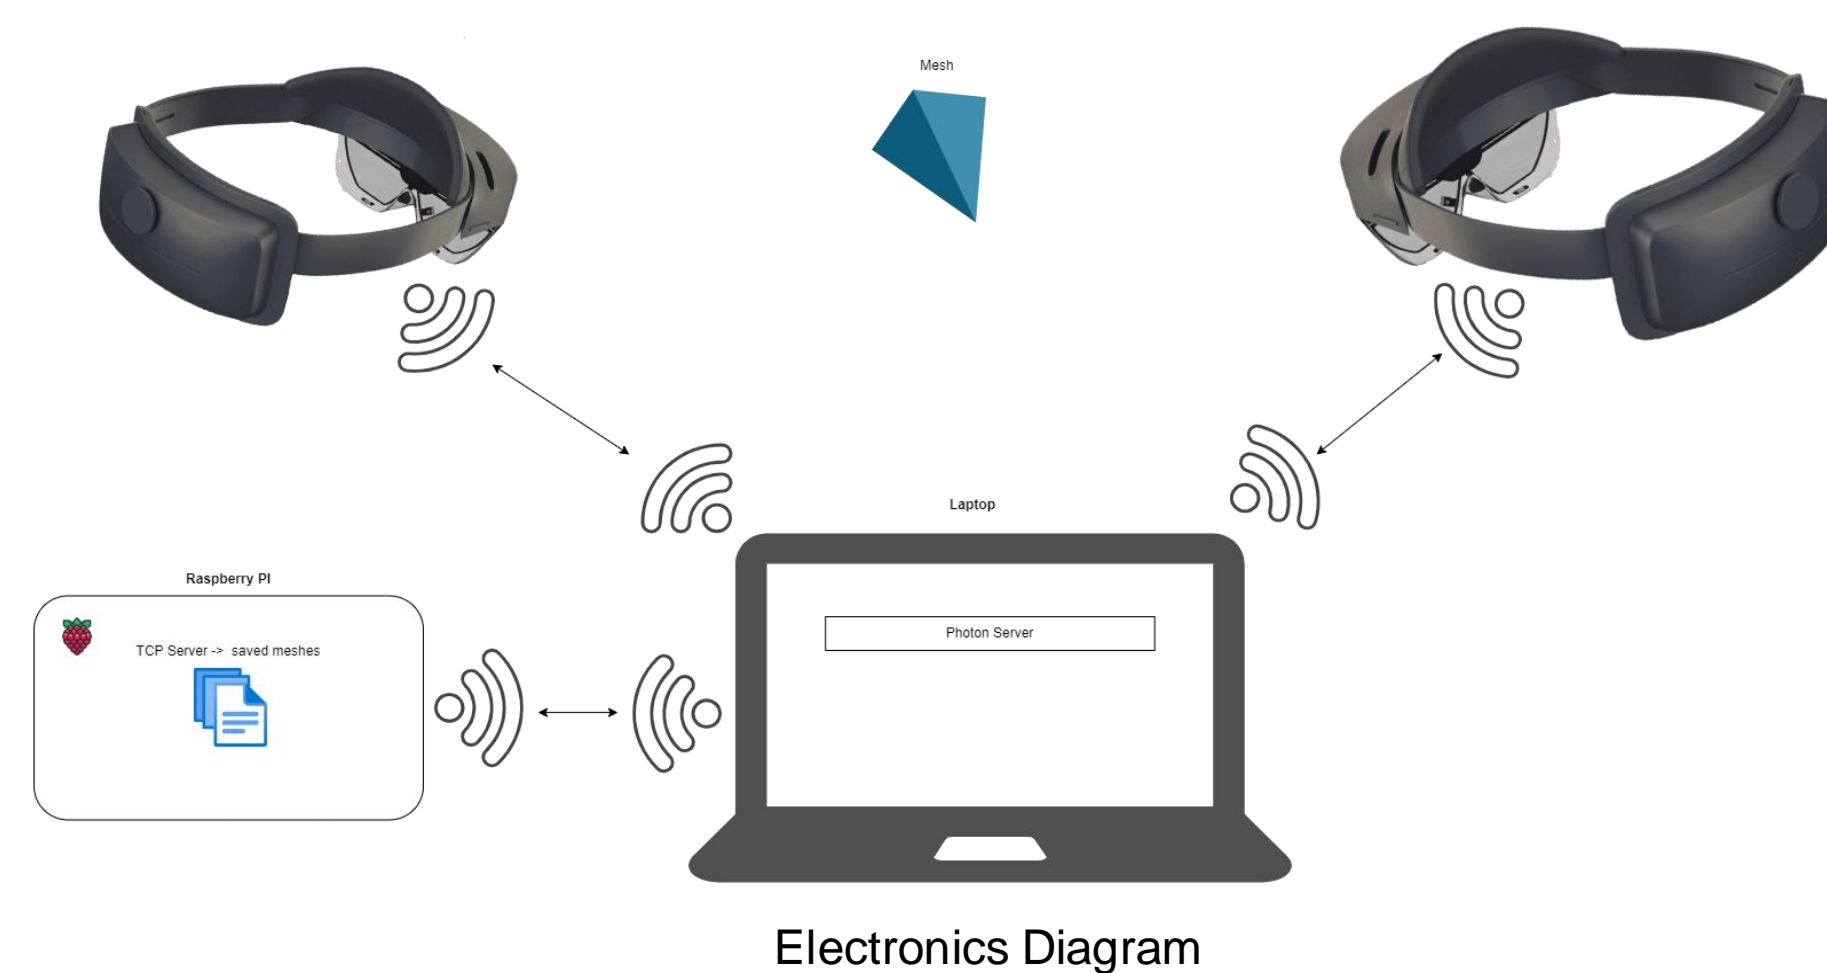 Mesh
Laptop
Raspberry PI
Photon Server
TCP Server -> saved meshes
Electronics Diagram